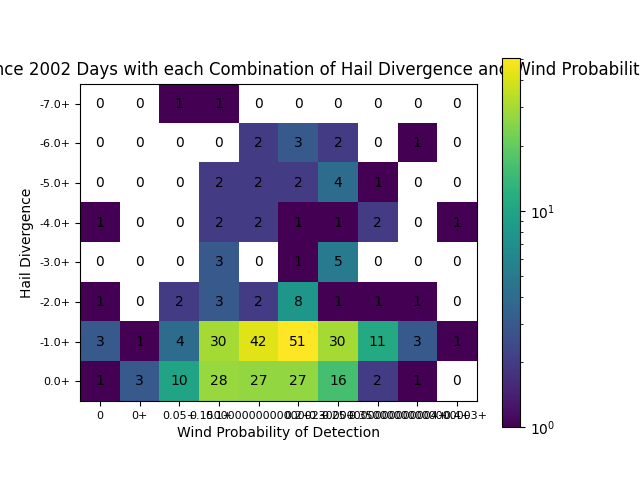 nce 2002 Days with each Combination of Hail Divergence and Wind Probabilit
-7.0+ 0 0 1 1 0 0 0 0 0 0
-6.0+ 0 0 0 0 2 3 2 0 1 0
-5.0+ 0 0 0 2 2 2 4 1 0 0
-4.0+ 1 0 0 2 2 1 1 2 0 1
-3.0+ 0 0 0 3 0 1 5 0 0 0
-2.0+ 1 0 2 3 2 8 1 1 1 0
-1.0+ 3 1 4 30 42 51 30 11 3 1
0.0+ 1 3 10 28 27 27 16 2 1 0
0 0+ 0.05+
Wind Probability of Detection
Hail Divergence
10^1
10^0